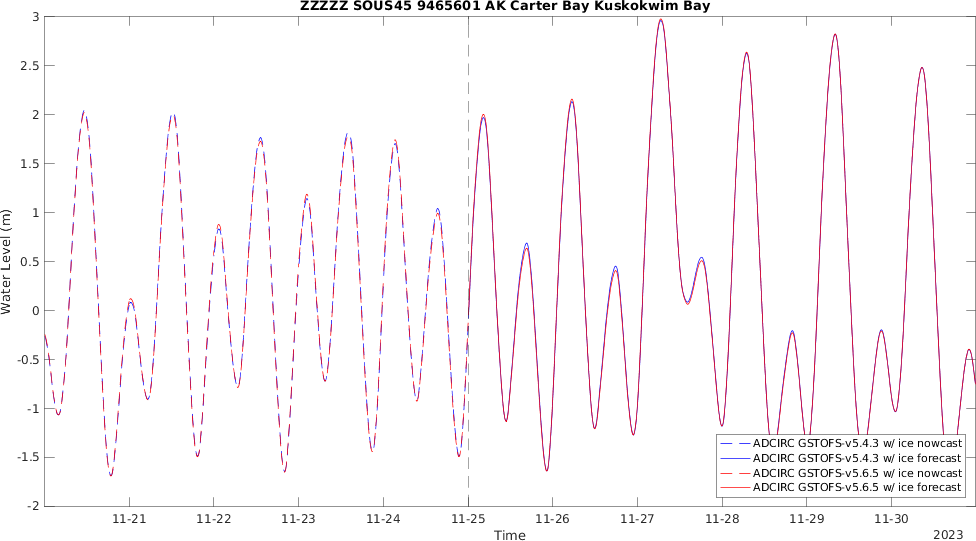 ZZZZZ SOUS45 9465601 AK Carter Bay Kuskokwim Bay
3
2.5
2
1.5
1
0.5
0
-0.5
-1
-1.5
-2
Water Level (m)
ADCIRC GSTOFS-v5.4.3 w/ ice nowcast
ADCIRC GSTOFS-v5.4.3 w/ ice forecast
ADCIRC GSTOFS-v5.6.5 w/ ice nowcast
ADCIRC GSTOFS-v5.6.5 w/ ice forecast
11-21 11-22 11-23 11-24 11-25 11-26 11-27 11-28 11-29 11-30
Time
2023